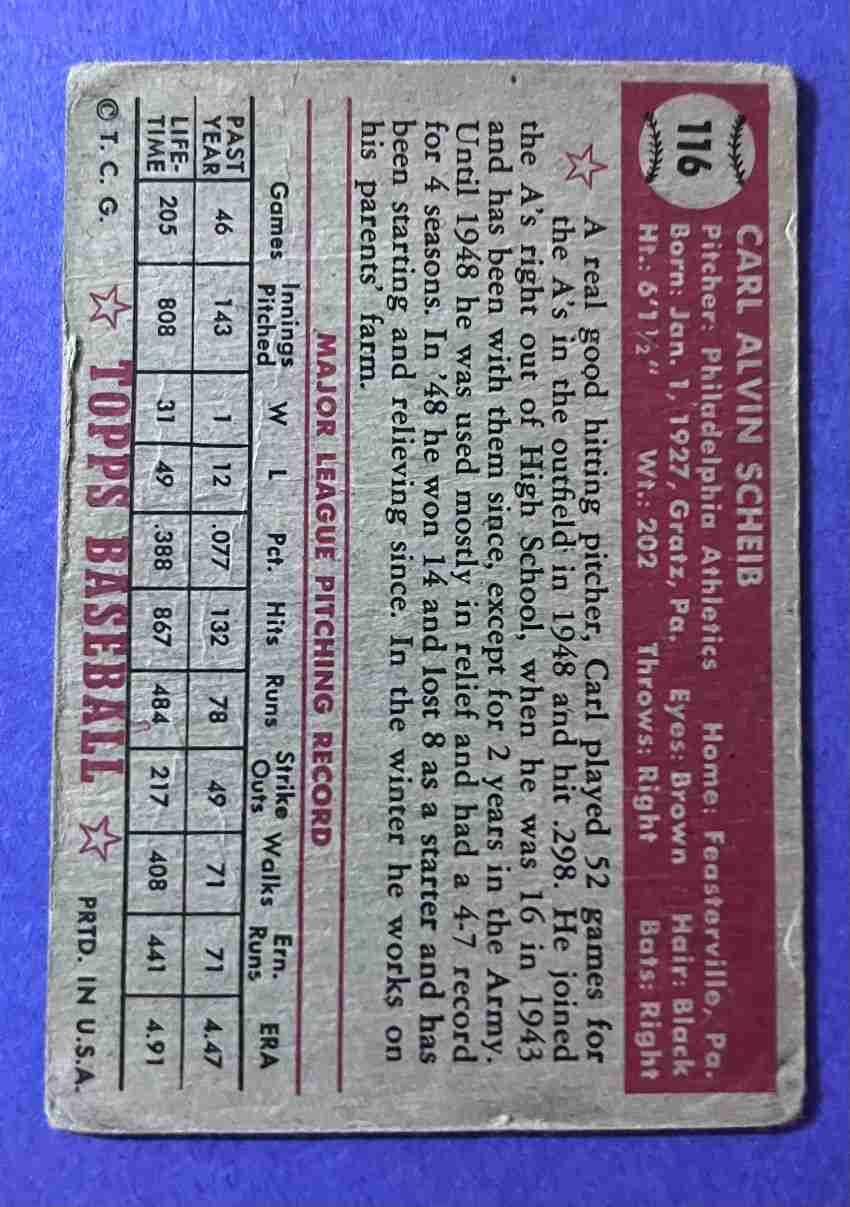 116
CARL ALVIN SCHEIB
Pitcher: Philadelphia Athletics Home: Feasterville, Pa.
Born: Jan. 1, 1927, Gratz, Pa. Eyes: Brown Hair: Black
Ht.: 6'1½" Wt.: 202 Throws: Right Bats: Right
A real good hitting pitcher, Carl played 52 games for
the A's in the outfield in 1948 and hit .298. He joined
the A's right out of High School, when he was 16 in 1943
and has been with them since, except for 2 years in the Army.
Until 1948 he was used mostly in relief and had a 4-7 record
for 4 seasons. In '48 he won 14 and lost 8 as a starter and has
been starting and relieving since. In the winter he works on
his parents' farm.
MAJOR LEAGUE PITCHING RECORD
Games Innings Pitched W L Pct. Hits Runs Strike Outs Walks Ern. Runs ERA
PAST YEAR 46 143 1 12 .077 132 78 49 71 71 4.47
LIFE-TIME 205 808 31 49 .388 867 484 217 408 441 4.91
© T. C. G. TOPPS BASEBALL PRTD. IN U.S.A.